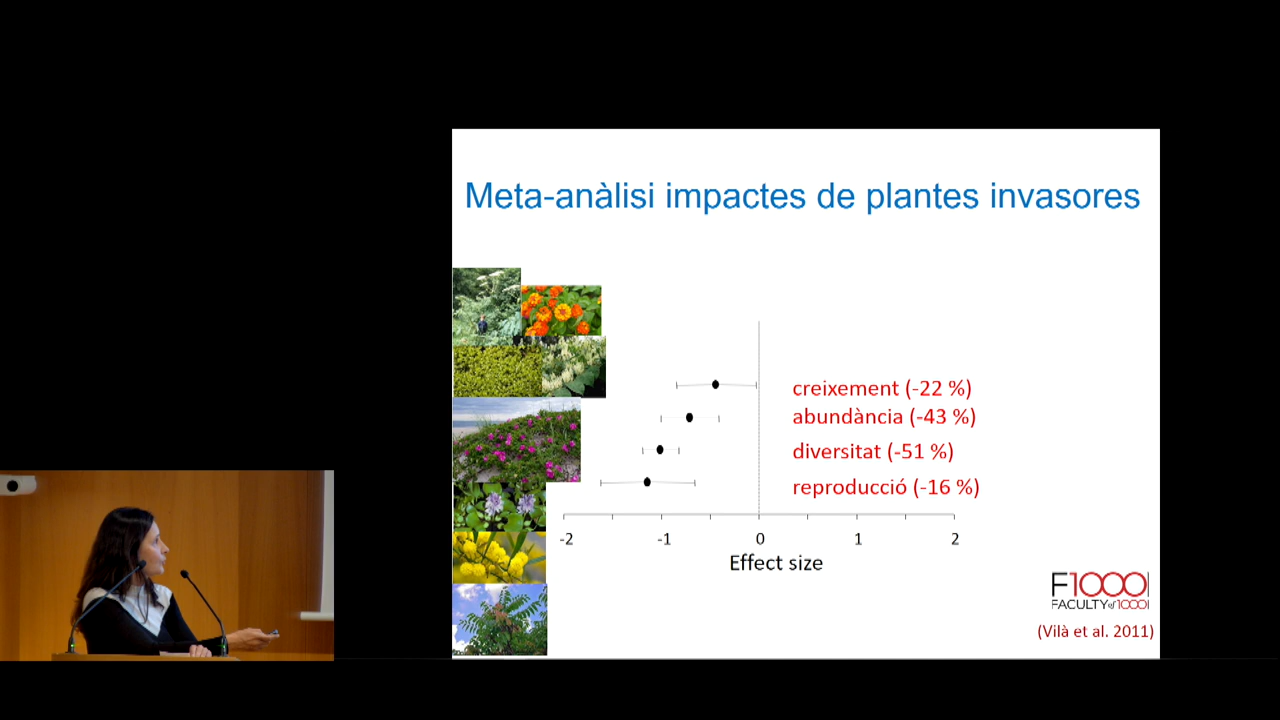 Meta-anàlisi impactes de plantes invasores
creixement (-22 %)
abundància (-43 %)
diversitat (-51 %)
reproducció (-16 %)
-2 -1 0 1 2
Effect size
F1000
FACULTY of 1000
(Vilà et al. 2011)